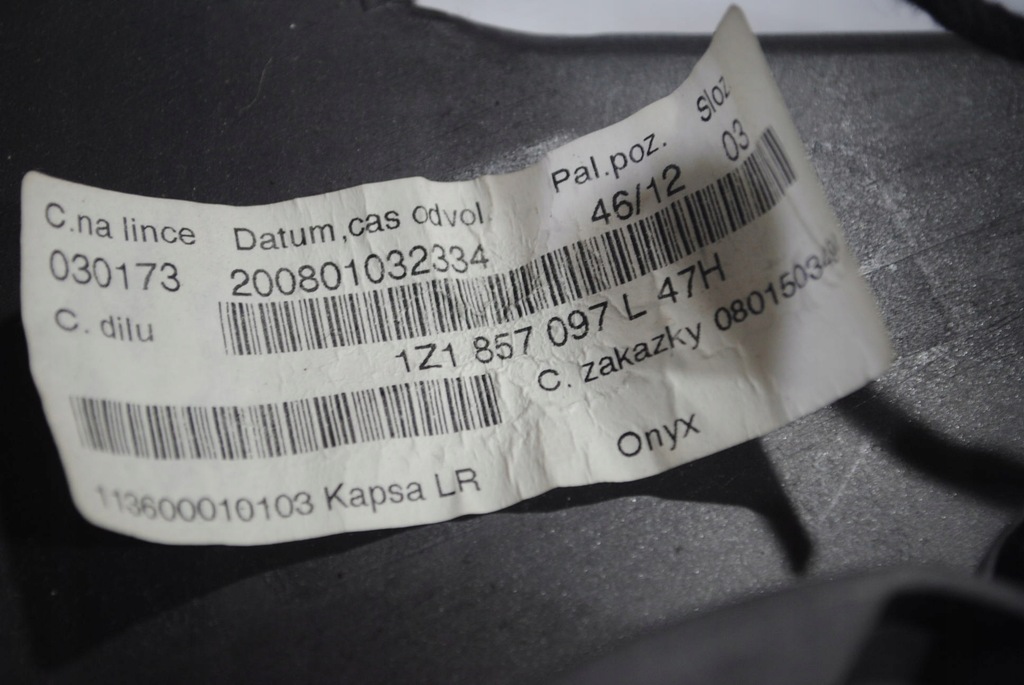 C.na lince Datum,cas odvol. Pal.poz. Sloz
030173 200801032334 46/12 03
C. dilu 1Z1 857 097 L 47H
C. zakazky
113600010103 Kapsa LR Onyx